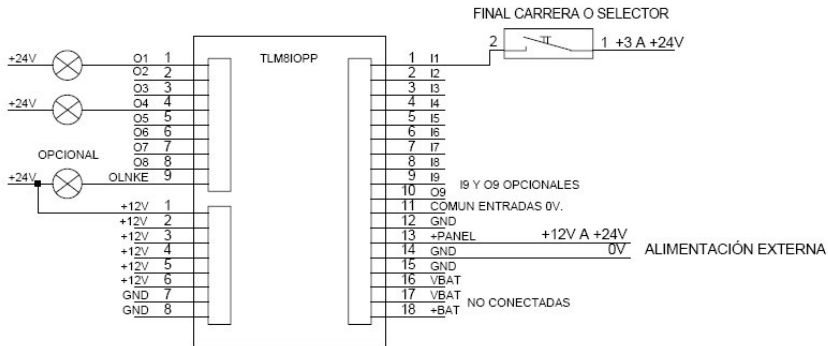 FINAL CARRERA O SELECTOR
2 1 +3 A +24V
TLM8IOPP
+24V O1 1
O2 2
O3 3
+24V O4 4
O5 5
O6 6
O7 7
O8 8
OPCIONAL
+24V OLNKE 9
+12V 1
+12V 2
+12V 3
+12V 4
+12V 5
+12V 6
GND 7
GND 8
1 I1
2 I2
3 I3
4 I4
5 I5
6 I6
7 I7
8 I8
9 I9
10 O9
I9 Y O9 OPCIONALES
11 COMUN ENTRADAS 0V.
12 GND
13 +PANEL +12V A +24V
14 GND 0V
ALIMENTACIÓN EXTERNA
15 GND
16 VBAT
17 VBAT
18 +BAT
NO CONECTADAS